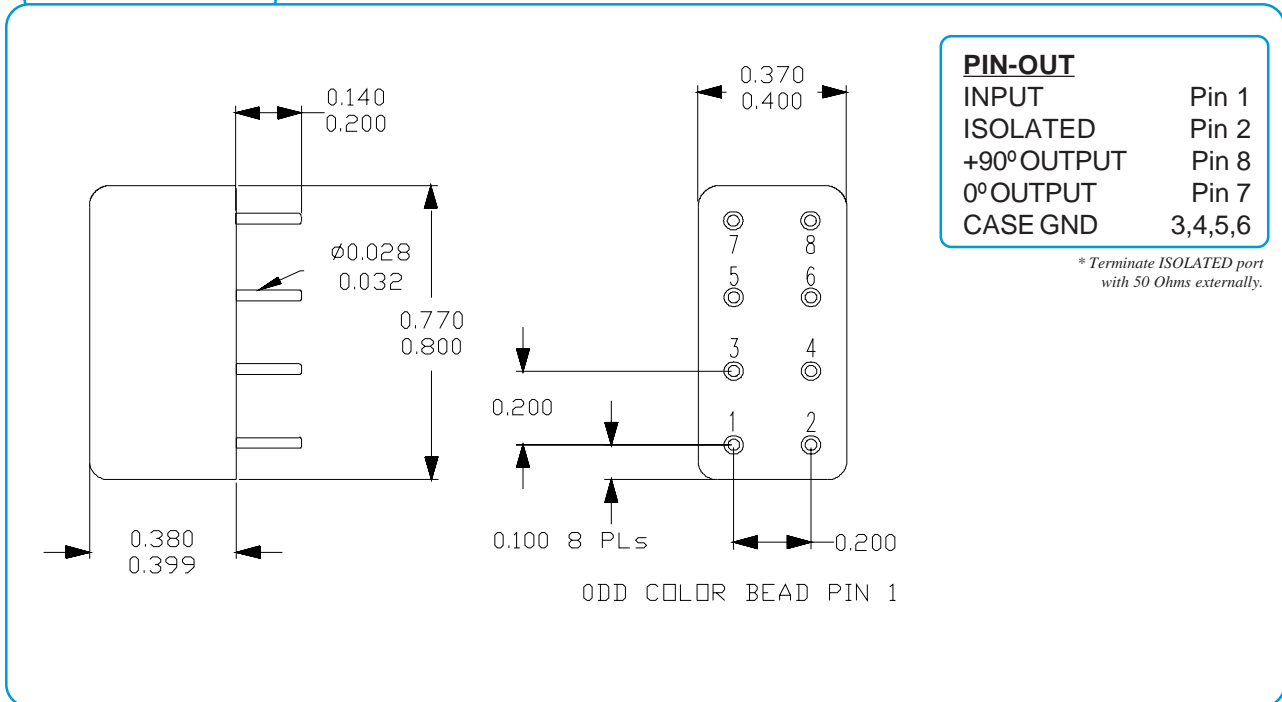 0.140
0.200
Ø0.028
0.032
0.770
0.800
0.380
0.399
0.370
0.400
7 8
5 6
3 4
1 2
0.200
0.100 8 PLs
0.200
ODD COLOR BEAD PIN 1
PIN-OUT
INPUT Pin 1
ISOLATED Pin 2
+90º OUTPUT Pin 8
0º OUTPUT Pin 7
CASE GND 3,4,5,6
* Terminate ISOLATED port
with 50 Ohms externally.